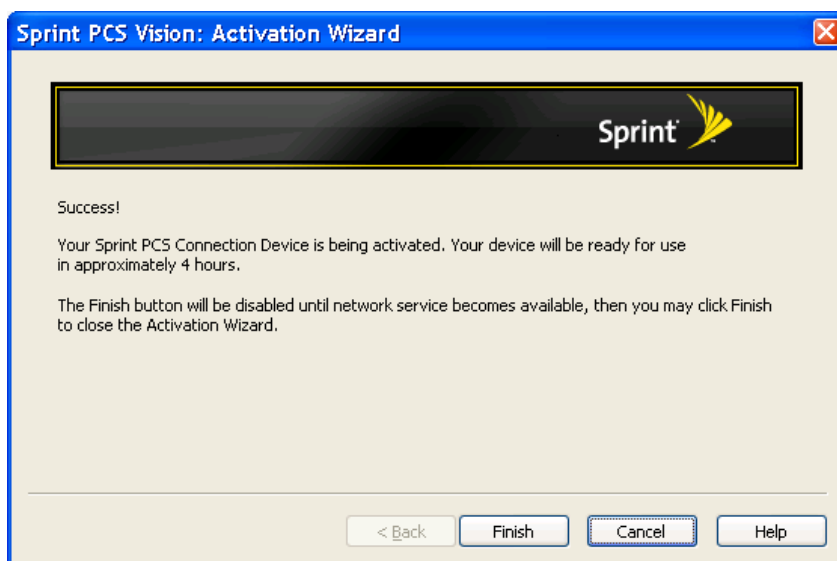 Sprint PCS Vision: Activation Wizard
Sprint
Success!
Your Sprint PCS Connection Device is being activated. Your device will be ready for use
in approximately 4 hours.
The Finish button will be disabled until network service becomes available, then you may click Finish
to close the Activation Wizard.
< Back
Finish
Cancel
Help